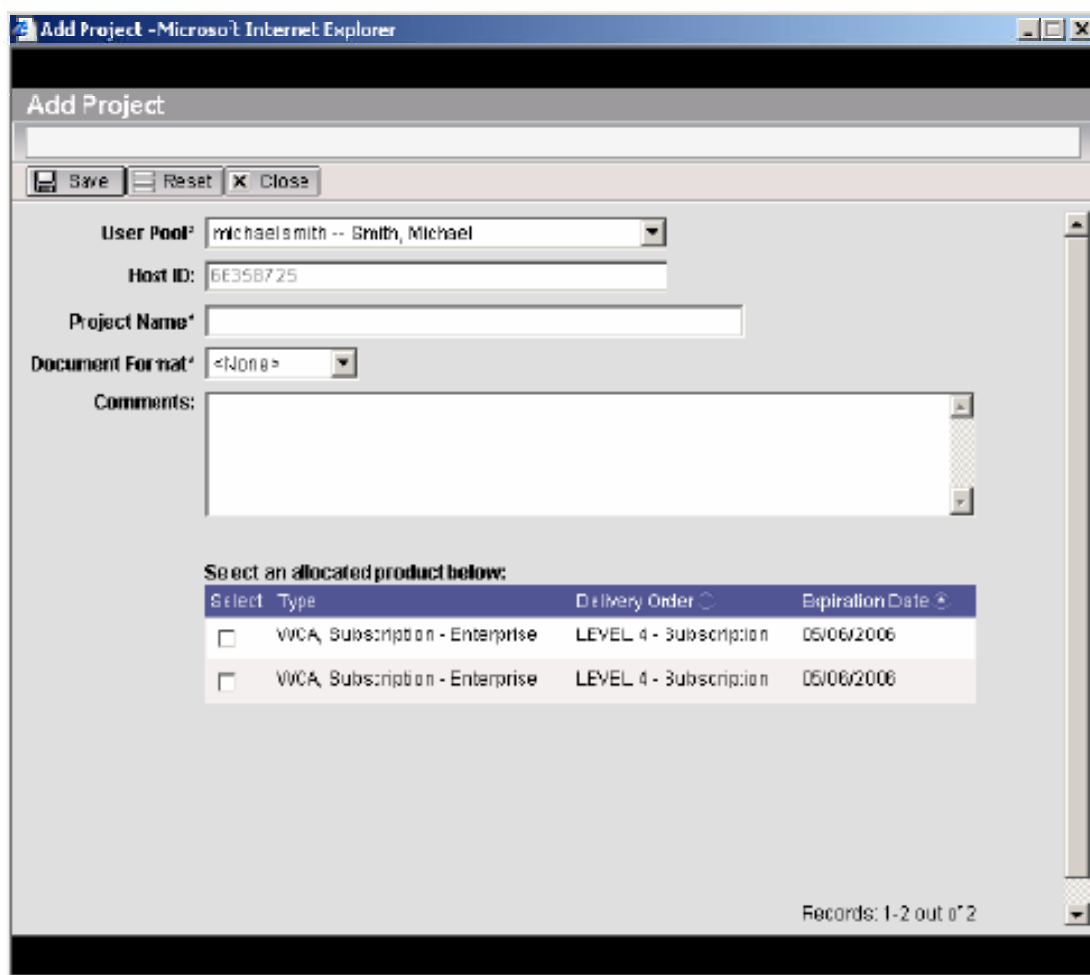 Add Project - Microsoft Internet Explorer
Add Project
Save Reset Close
User Pool* michaelsmith -- Smith, Michael
Host ID:
Project Name*
Document Format* <None>
Comments:
Select an allocated product below:
Select Type Delivery Order Expiration Date
WCA, Subscription - Enterprise LEVEL 4 - Subscription 05/06/2006
WCA, Subscription - Enterprise LEVEL 4 - Subscription 05/06/2006
Records: 1-2 out of 2